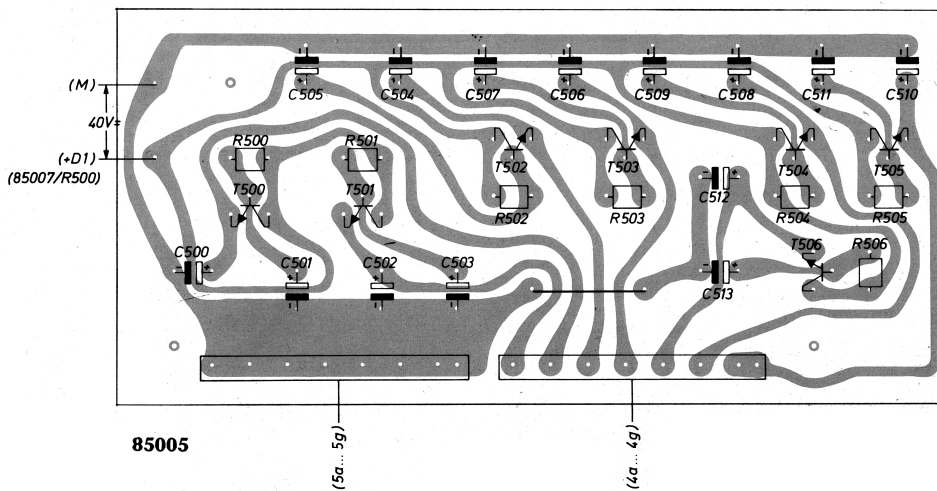 C505 C504 C507 C506 C509 C508 C511 C510
(M)
40V=
(+D1)
(85007/R500)
R500 R501 T502 T503 T504 T505
C512
T500 T501
R502 R503 R504 R505
C500 C501 C502 C503
T506 R506
C513
85005
(5a... 5g)
(4a... 4g)